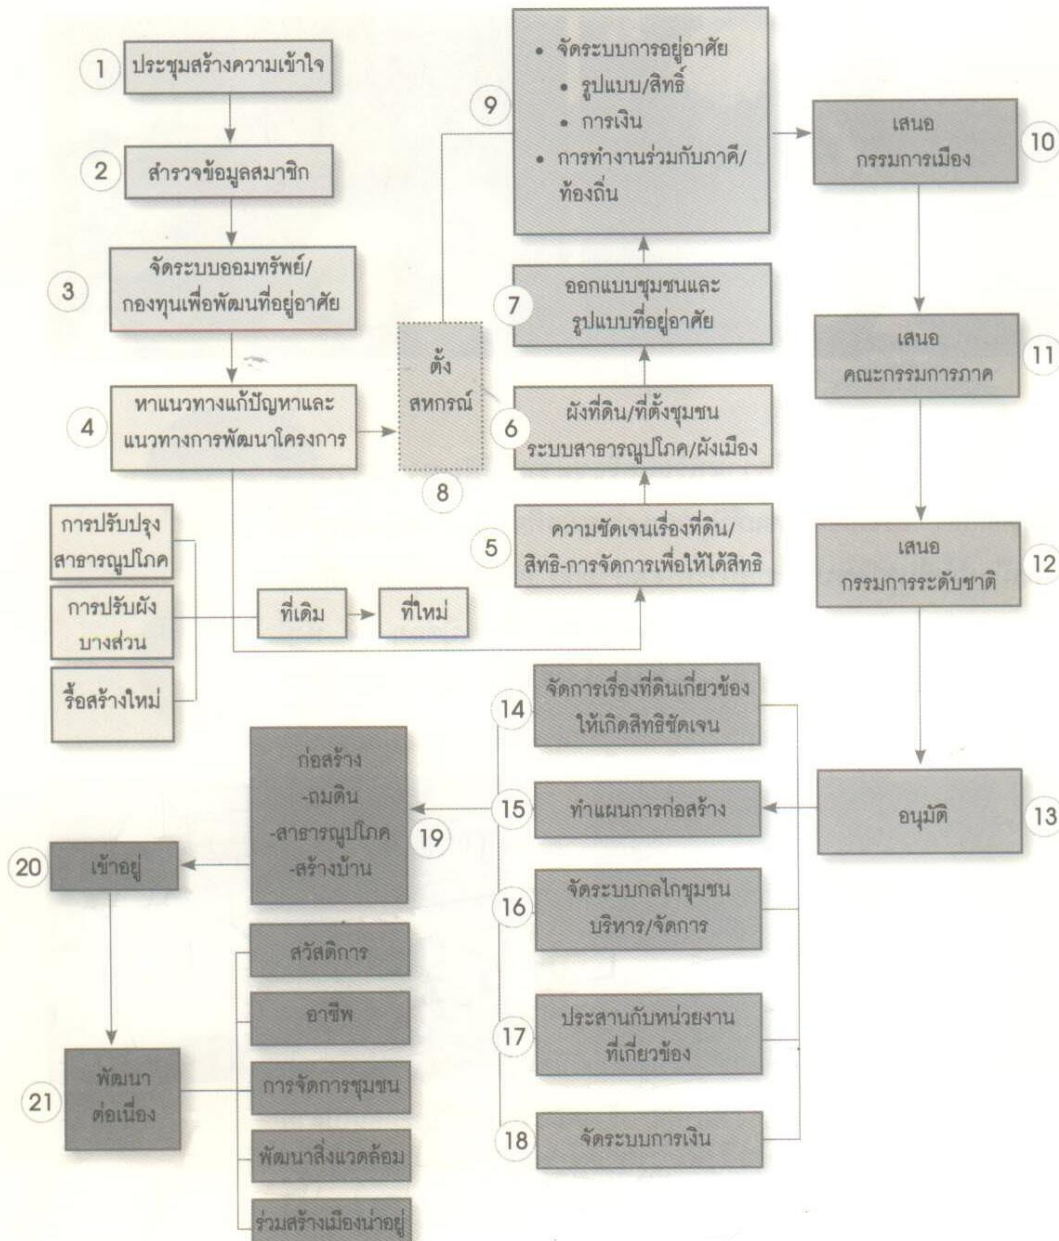 1
ประชุมสร้างความเข้าใจ
2
สำรวจข้อมูลสมาชิก
3
จัดระบบออมทรัพย์/
กองทุนเพื่อพัฒนที่อยู่อาศัย
4
หาแนวทางแก้ปัญหาและ
แนวทางการพัฒนาโครงการ
การปรับปรุง
สาธารณูปโภค
การปรับผัง
บางส่วน
รื้อสร้างใหม่
ที่เดิม
ที่ใหม่
ตั้ง
สหกรณ์
8
5
ความชัดเจนเรื่องที่ดิน/
สิทธิ-การจัดการเพื่อให้ได้สิทธิ
6
ผังที่ดิน/ที่ตั้งชุมชน
ระบบสาธารณูปโภค/ผังเมือง
7
ออกแบบชุมชนและ
รูปแบบที่อยู่อาศัย
9
• จัดระบบการอยู่อาศัย
• รูปแบบ/สิทธิ์
• การเงิน
• การทำงานร่วมกับภาคี/
ท้องถิ่น
เสนอ
กรรมการเมือง
10
เสนอ
คณะกรรมการภาค
11
เสนอ
กรรมการระดับชาติ
12
อนุมัติ
13
14
จัดการเรื่องที่ดินเกี่ยวข้อง
ให้เกิดสิทธิชัดเจน
15
ทำแผนการก่อสร้าง
16
จัดระบบกลไกชุมชน
บริหาร/จัดการ
17
ประสานกับหน่วยงาน
ที่เกี่ยวข้อง
18
จัดระบบการเงิน
ก่อสร้าง
-ถมดิน
-สาธารณูปโภค
-สร้างบ้าน
19
20
เข้าอยู่
21
พัฒนา
ต่อเนื่อง
สวัสดิการ
อาชีพ
การจัดการชุมชน
พัฒนาสิ่งแวดล้อม
ร่วมสร้างเมืองน่าอยู่